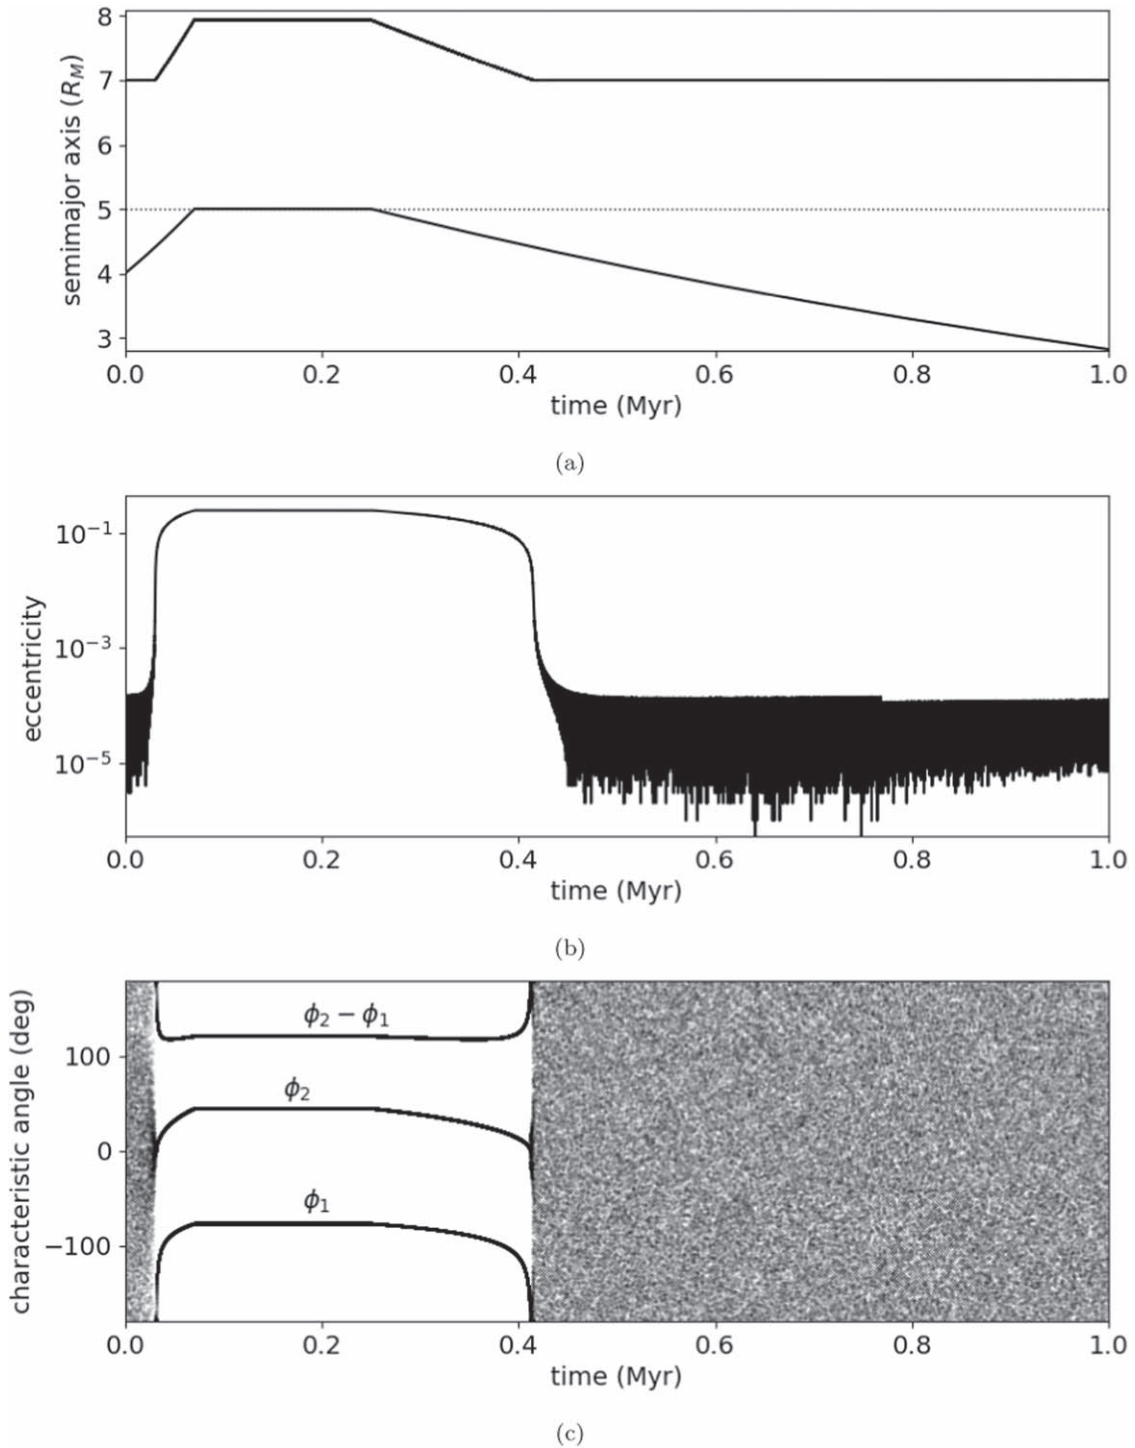 semimajor axis (R_M)
8
7
6
5
4
3
0.0 0.2 0.4 0.6 0.8 1.0
time (Myr)
(a)
eccentricity
10⁻¹
10⁻³
10⁻⁵
0.0 0.2 0.4 0.6 0.8 1.0
time (Myr)
(b)
characteristic angle (deg)
100
0
−100
ϕ₂ − ϕ₁
ϕ₂
ϕ₁
0.0 0.2 0.4 0.6 0.8 1.0
time (Myr)
(c)